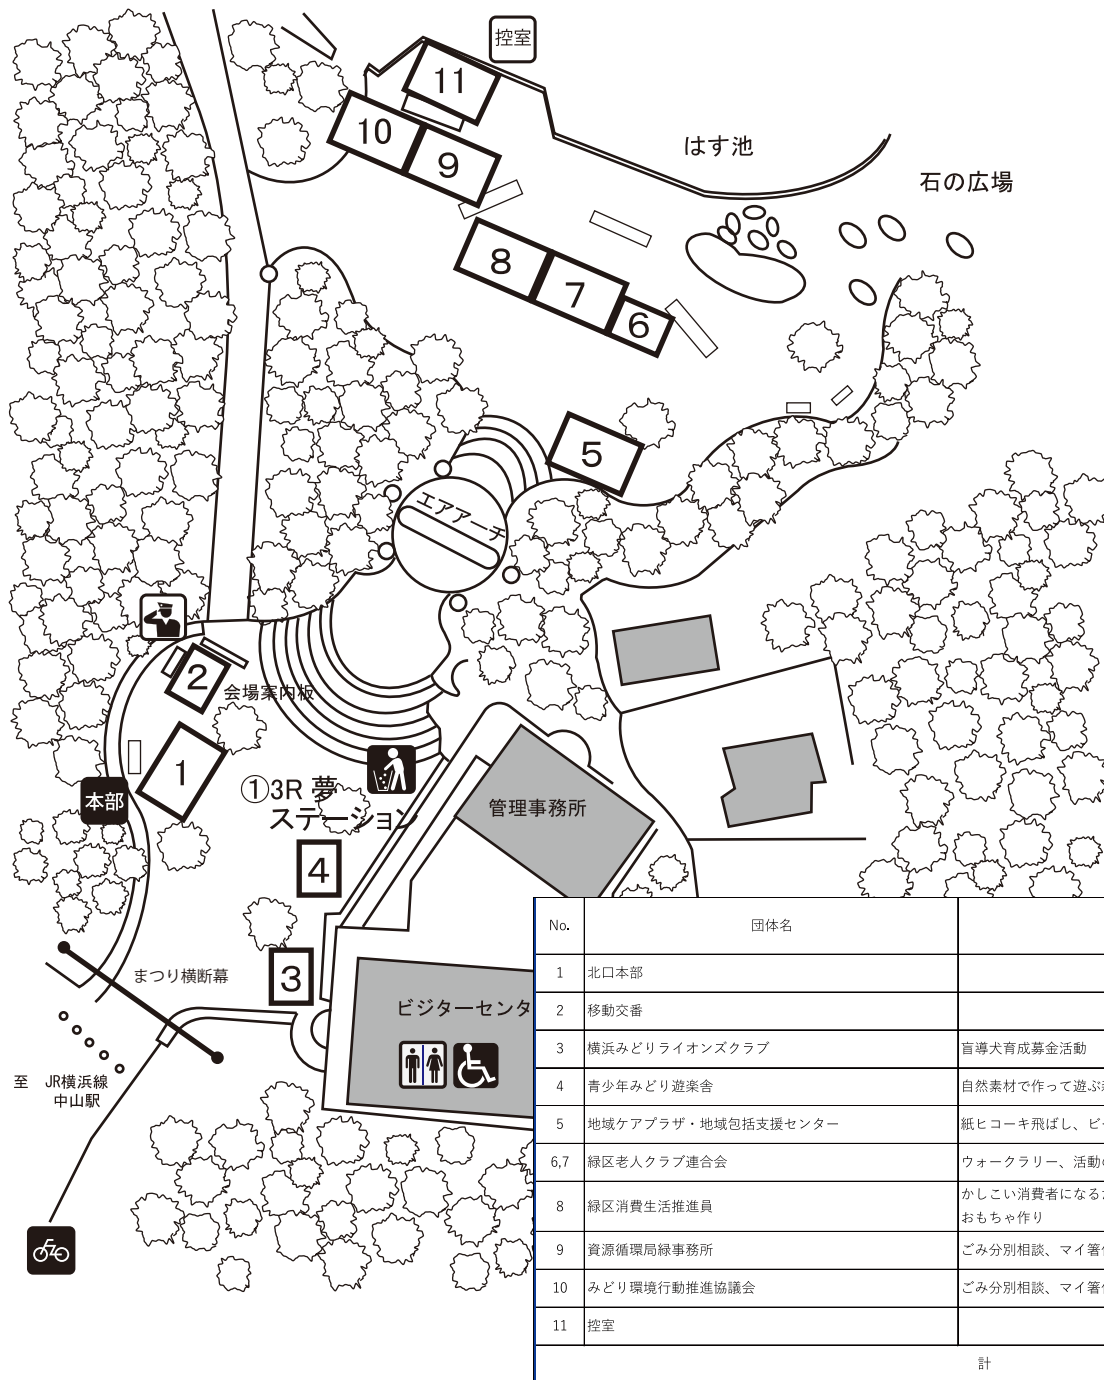 控室
11
10
9
はす池
石の広場
8
7
6
5
エアアーチ
2
会場案内板
1
本部
①3R 夢
ステーション
管理事務所
4
3
まつり横断幕
ビジターセンタ
至 JR横浜線
中山駅
No. 団体名
1 北口本部
2 移動交番
3 横浜みどりライオンズクラブ 盲導犬育成募金活動
4 青少年みどり遊楽舎 自然素材で作って遊ぶ
5 地域ケアプラザ・地域包括支援センター 紙ヒコーキ飛ばし、ビ
6,7 緑区老人クラブ連合会 ウォークラリー、活動
8 緑区消費生活推進員 かしこい消費者になる
おもちゃ作り
9 資源循環局緑事務所 ごみ分別相談、マイ箸
10 みどり環境行動推進協議会 ごみ分別相談、マイ箸
11 控室
計